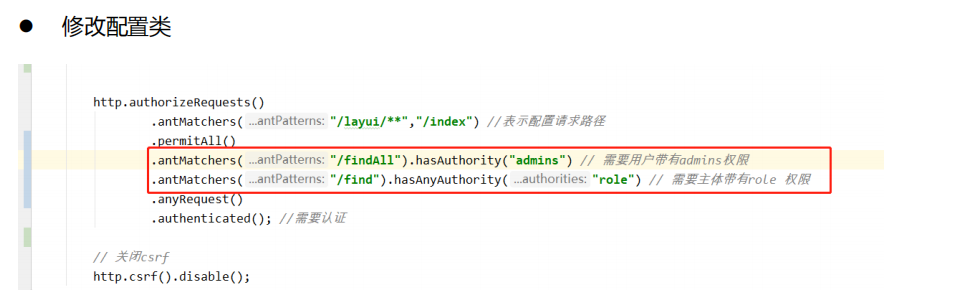 ● 修改配置类
http.authorizeRequests()
.antMatchers( ...antPatterns: "/layui/**","/index") //表示配置请求路径
.permitAll()
.antMatchers( ...antPatterns: "/findAll").hasAuthority("admins") // 需要用户带有admins权限
.antMatchers( ...antPatterns: "/find").hasAnyAuthority( ...authorities: "role") // 需要主体带有role 权限
.anyRequest()
.authenticated(); //需要认证
// 关闭csrf
http.csrf().disable();